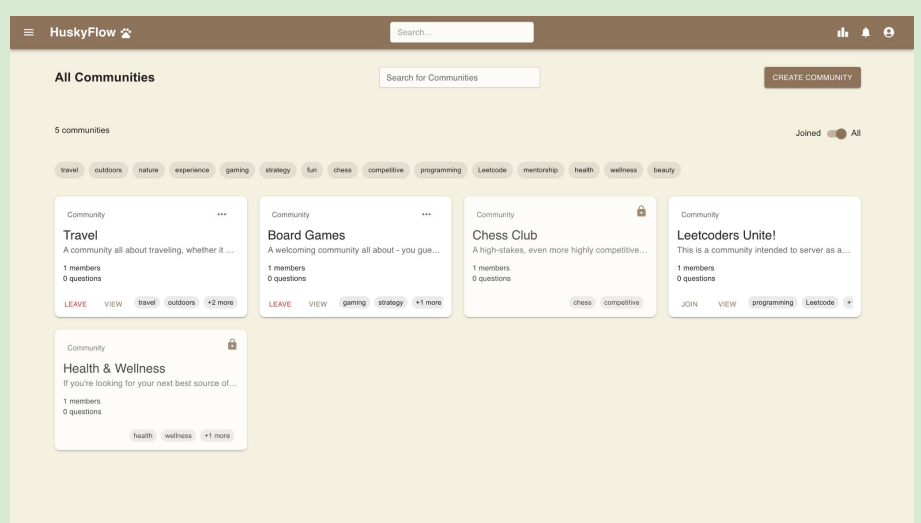 HuskyFlow
Search...
All Communities
Search for Communities
CREATE COMMUNITY
5 communities
Joined All
travel outdoors nature experience gaming strategy fun chess competitive programming Leetcode mentorship health wellness beauty
Community ...
Travel
A community all about traveling, whether it ...
1 members
0 questions
LEAVE VIEW travel outdoors +2 more
Community ...
Board Games
A welcoming community all about - you gue...
1 members
0 questions
LEAVE VIEW gaming strategy +1 more
Community
Chess Club
A high-stakes, even more highly competitive...
1 members
0 questions
chess competitive
Community
Leetcoders Unite!
This is a community intended to server as a...
1 members
0 questions
JOIN VIEW programming Leetcode +
Community
Health & Wellness
If you're looking for your next best source of...
1 members
0 questions
health wellness +1 more